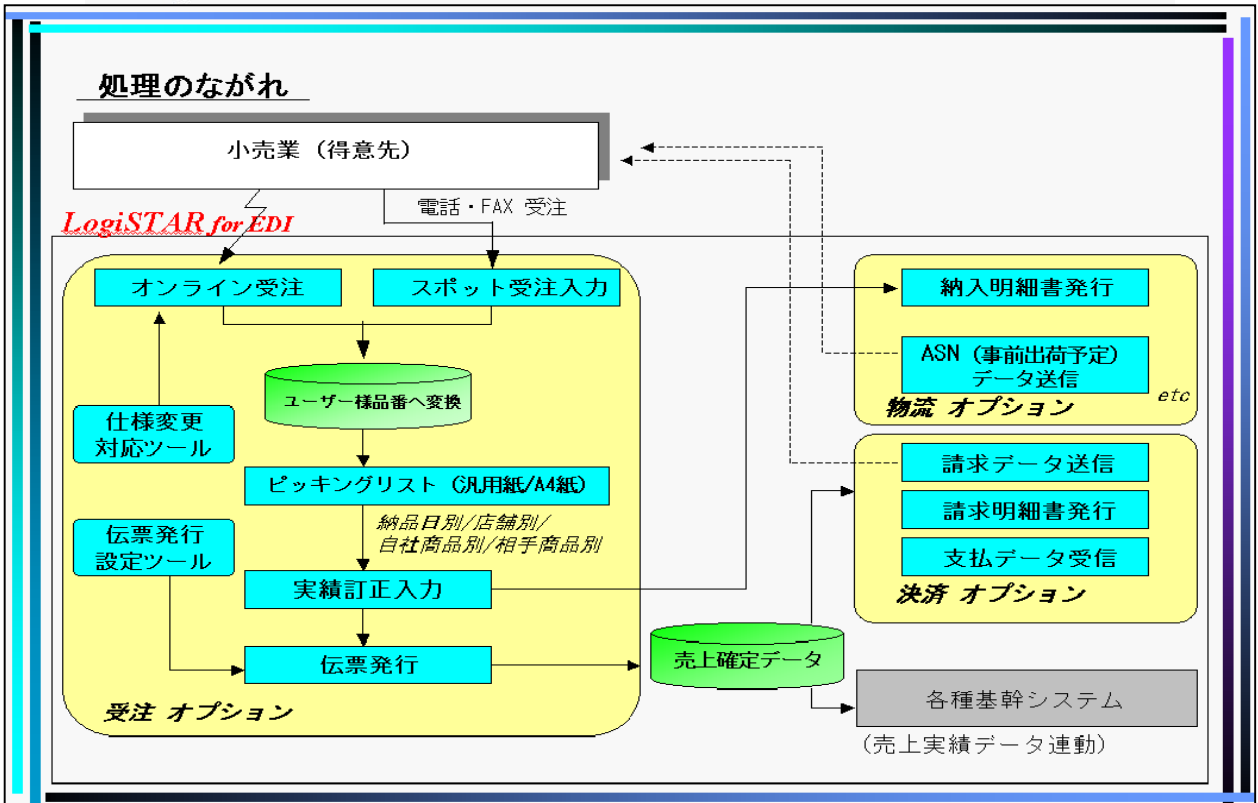 処理のながれ
小売業（得意先）
電話・FAX 受注
LogiSTAR for EDI
オンライン受注
スポット受注入力
ユーザー様品番へ変換
仕様変更
対応ツール
ピッキングリスト（汎用紙/A4紙）
納品日別/店舗別/
自社商品別/相手商品別
伝票発行
設定ツール
実績訂正入力
伝票発行
受注 オプション
納入明細書発行
ASN（事前出荷予定）
データ送信
etc
物流 オプション
請求データ送信
請求明細書発行
支払データ受信
決済 オプション
売上確定データ
各種基幹システム
(売上実績データ連動)